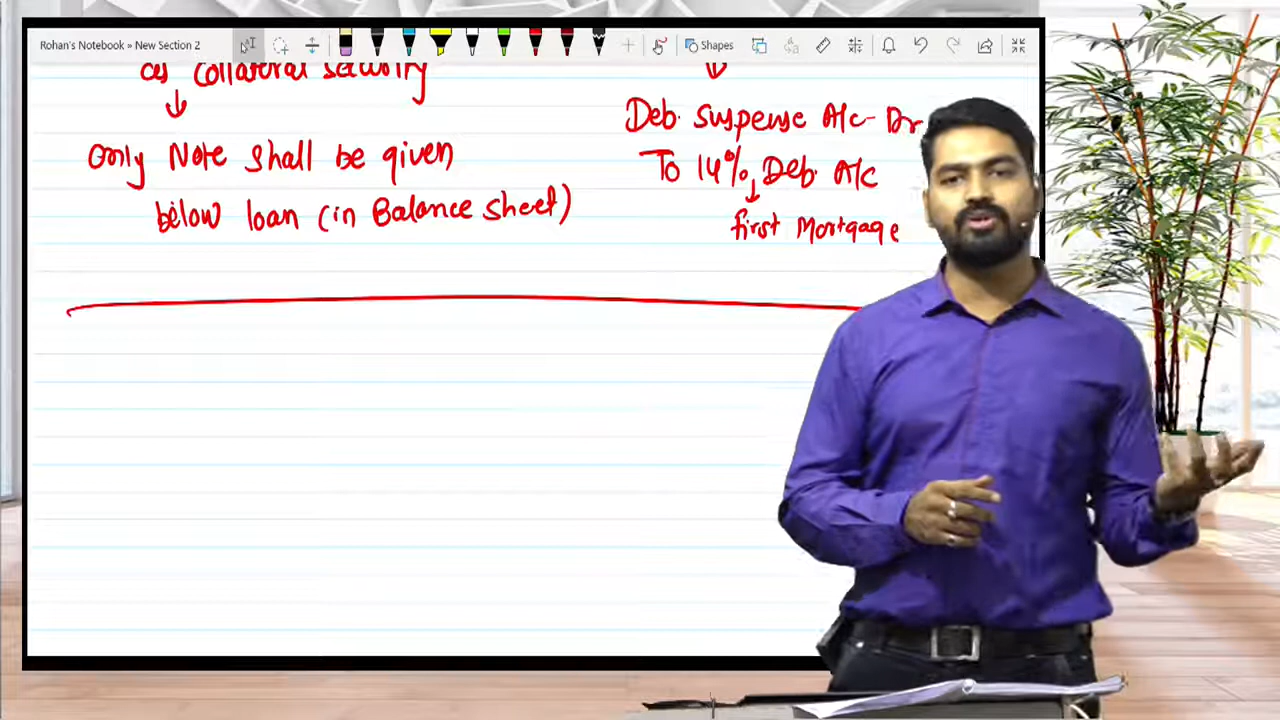 Rohan's Notebook » New Section 2
Shapes
as Collateral security
Only Note shall be given
below loan (in Balance sheet)
Deb. Suspense A/c - Dr
To 14% Deb. A/c
first Mortgage